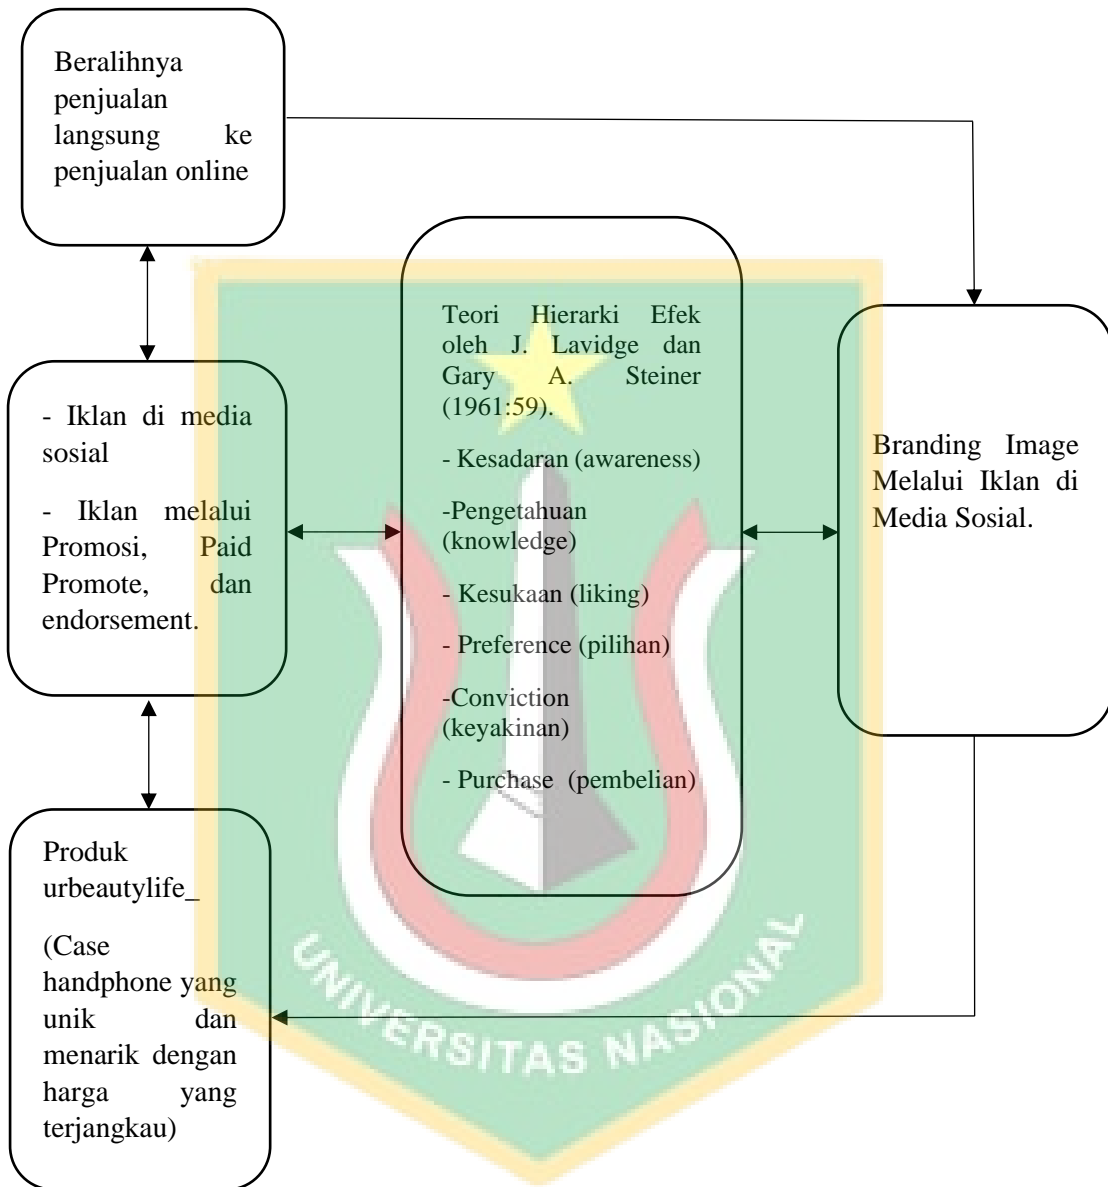 Beralihnya
penjualan
langsung ke
penjualan online
- Iklan di media
sosial
- Iklan melalui
Promosi, Paid
Promote, dan
endorsement.
Produk
urbeautylife_
(Case
handphone yang
unik dan
menarik dengan
harga yang
terjangkau)
Teori Hierarki Efek
oleh J. Lavidge dan
Gary A. Steiner
(1961:59).
- Kesadaran (awareness)
-Pengetahuan
(knowledge)
- Kesukaan (liking)
- Preference (pilihan)
-Conviction
(keyakinan)
- Purchase (pembelian)
Branding Image
Melalui Iklan di
Media Sosial.
UNIVERSITAS NASIONAL